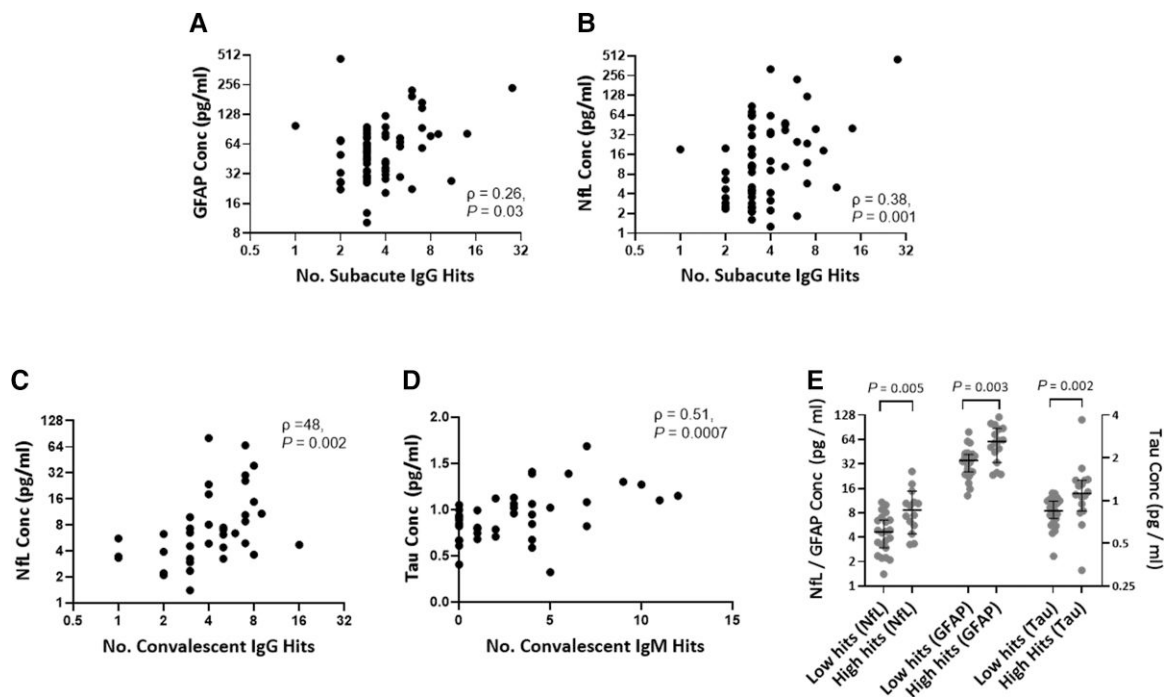 A
GFAP Conc (pg/ml)
512
256
128
64
32
16
8
0.5 1 2 4 8 16 32
No. Subacute IgG Hits
ρ = 0.26,
P = 0.03
B
NfL Conc (pg/ml)
512
256
128
64
32
16
8
4
2
1
0.5 1 2 4 8 16 32
No. Subacute IgG Hits
ρ = 0.38,
P = 0.001
C
NfL Conc (pg/ml)
128
64
32
16
8
4
2
1
0.5 1 2 4 8 16 32
No. Convalescent IgG Hits
ρ =48,
P = 0.002
D
Tau Conc (pg/ml)
2.0
1.5
1.0
0.5
0.0
0 5 10 15
No. Convalescent IgM Hits
ρ = 0.51,
P = 0.0007
E
P = 0.005
P = 0.003
P = 0.002
NfL / GFAP Conc (pg / ml)
128
64
32
16
8
4
2
1
Tau Conc (pg / ml)
4
2
1
0.5
0.25
Low hits (NfL)
High hits (NfL)
Low hits (GFAP)
High hits (GFAP)
Low hits (Tau)
High Hits (Tau)